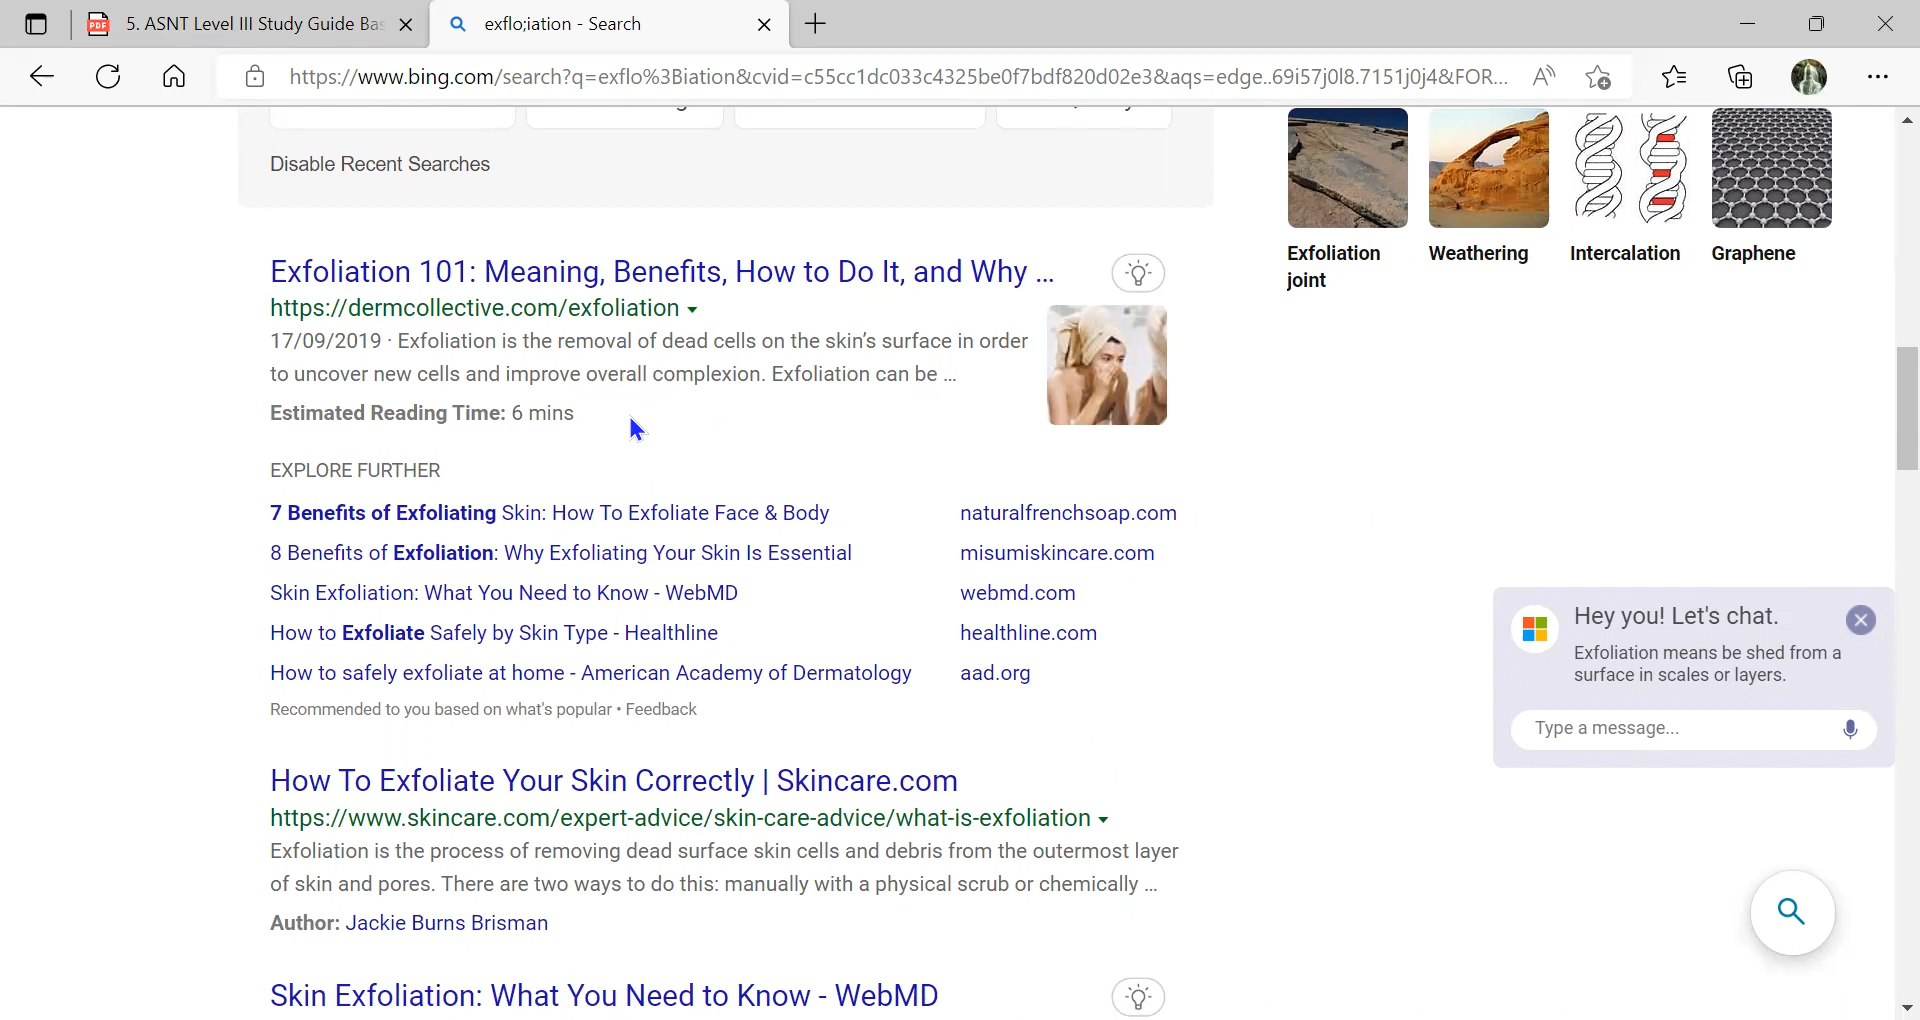 5. ASNT Level III Study Guide Bas
exflo;iation - Search
https://www.bing.com/search?q=exflo%3Biation&cvid=c55cc1dc033c4325be0f7bdf820d02e3&aqs=edge..69i57j0l8.7151j0j4&FOR...
Disable Recent Searches
Exfoliation joint
Weathering
Intercalation
Graphene
Exfoliation 101: Meaning, Benefits, How to Do It, and Why ...
https://dermcollective.com/exfoliation
17/09/2019 · Exfoliation is the removal of dead cells on the skin's surface in order
to uncover new cells and improve overall complexion. Exfoliation can be ...
Estimated Reading Time: 6 mins
EXPLORE FURTHER
7 Benefits of Exfoliating Skin: How To Exfoliate Face & Body naturalfrenchsoap.com
8 Benefits of Exfoliation: Why Exfoliating Your Skin Is Essential misumiskincare.com
Skin Exfoliation: What You Need to Know - WebMD webmd.com
How to Exfoliate Safely by Skin Type - Healthline healthline.com
How to safely exfoliate at home - American Academy of Dermatology aad.org
Recommended to you based on what's popular • Feedback
Hey you! Let's chat.
Exfoliation means be shed from a
surface in scales or layers.
Type a message...
How To Exfoliate Your Skin Correctly | Skincare.com
https://www.skincare.com/expert-advice/skin-care-advice/what-is-exfoliation
Exfoliation is the process of removing dead surface skin cells and debris from the outermost layer
of skin and pores. There are two ways to do this: manually with a physical scrub or chemically ...
Author: Jackie Burns Brisman
Skin Exfoliation: What You Need to Know - WebMD